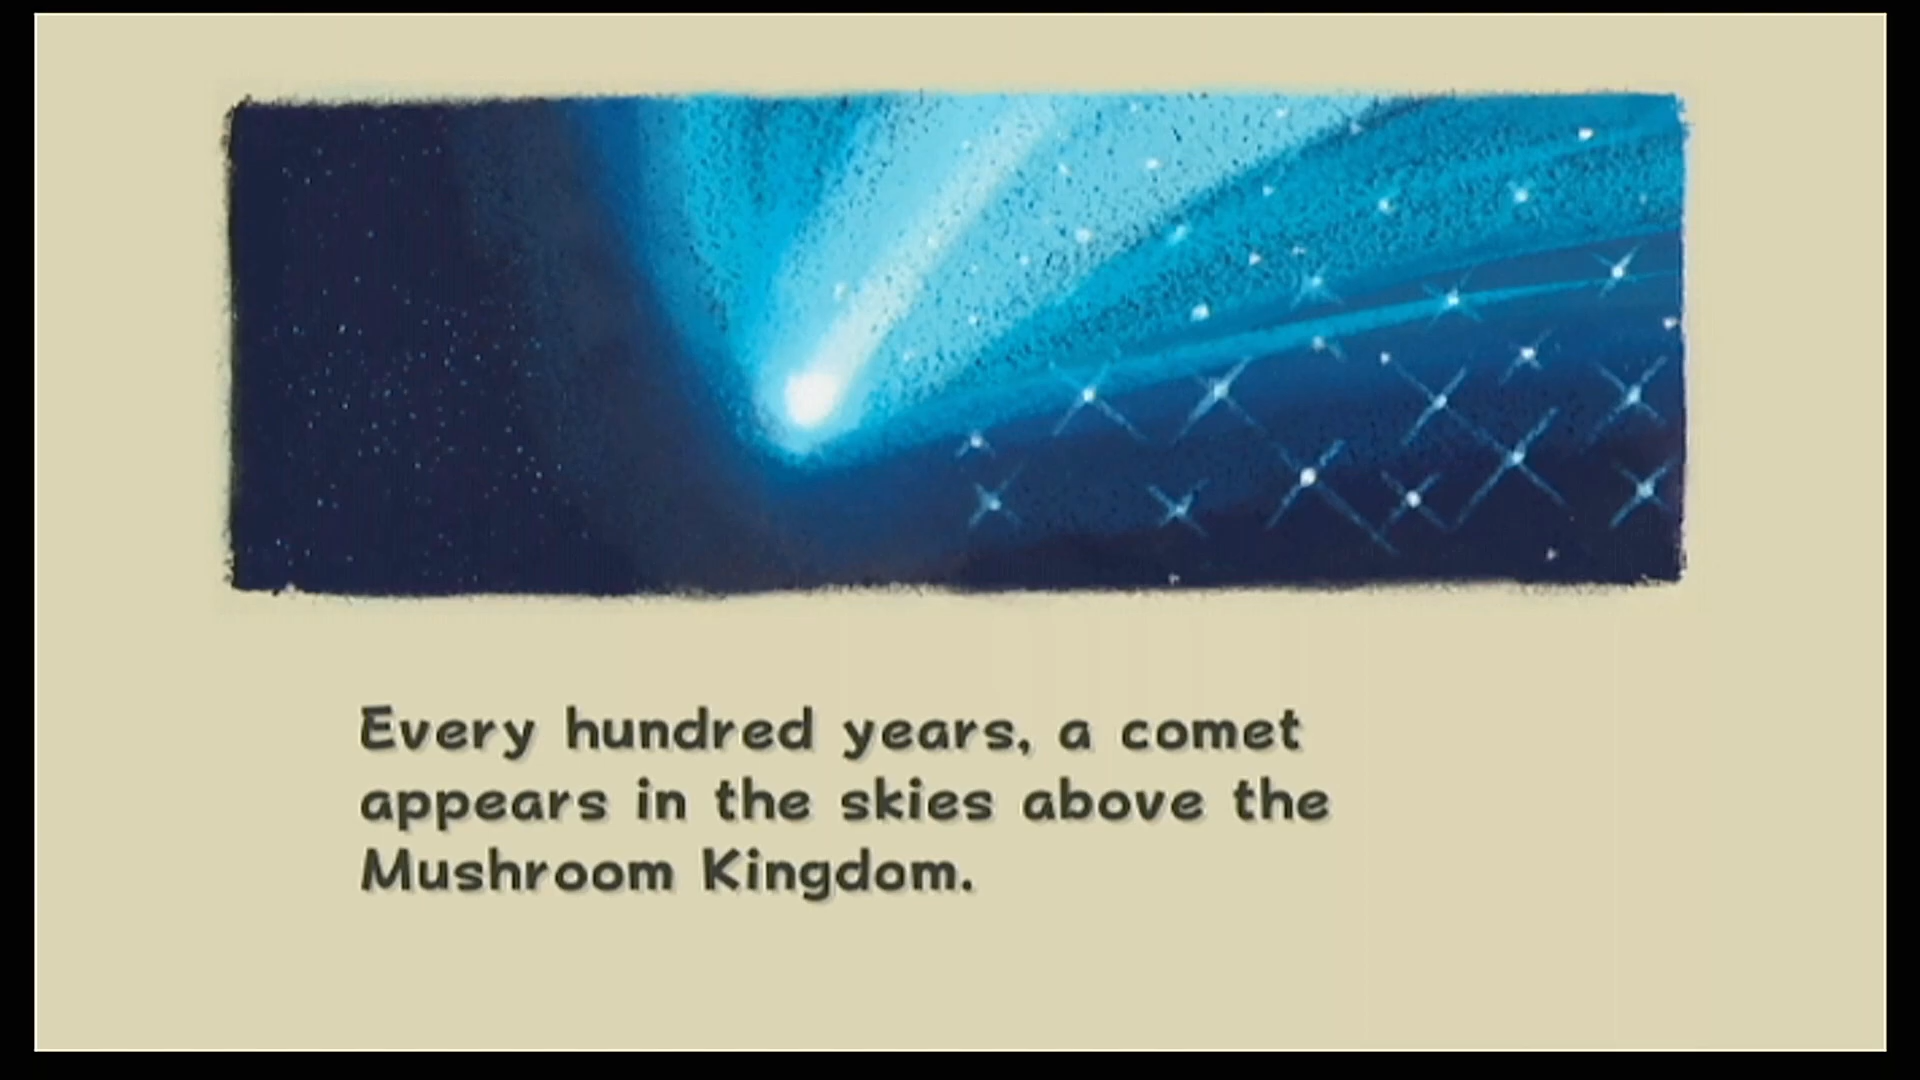 Every hundred years, a comet
appears in the skies above the
Mushroom Kingdom.